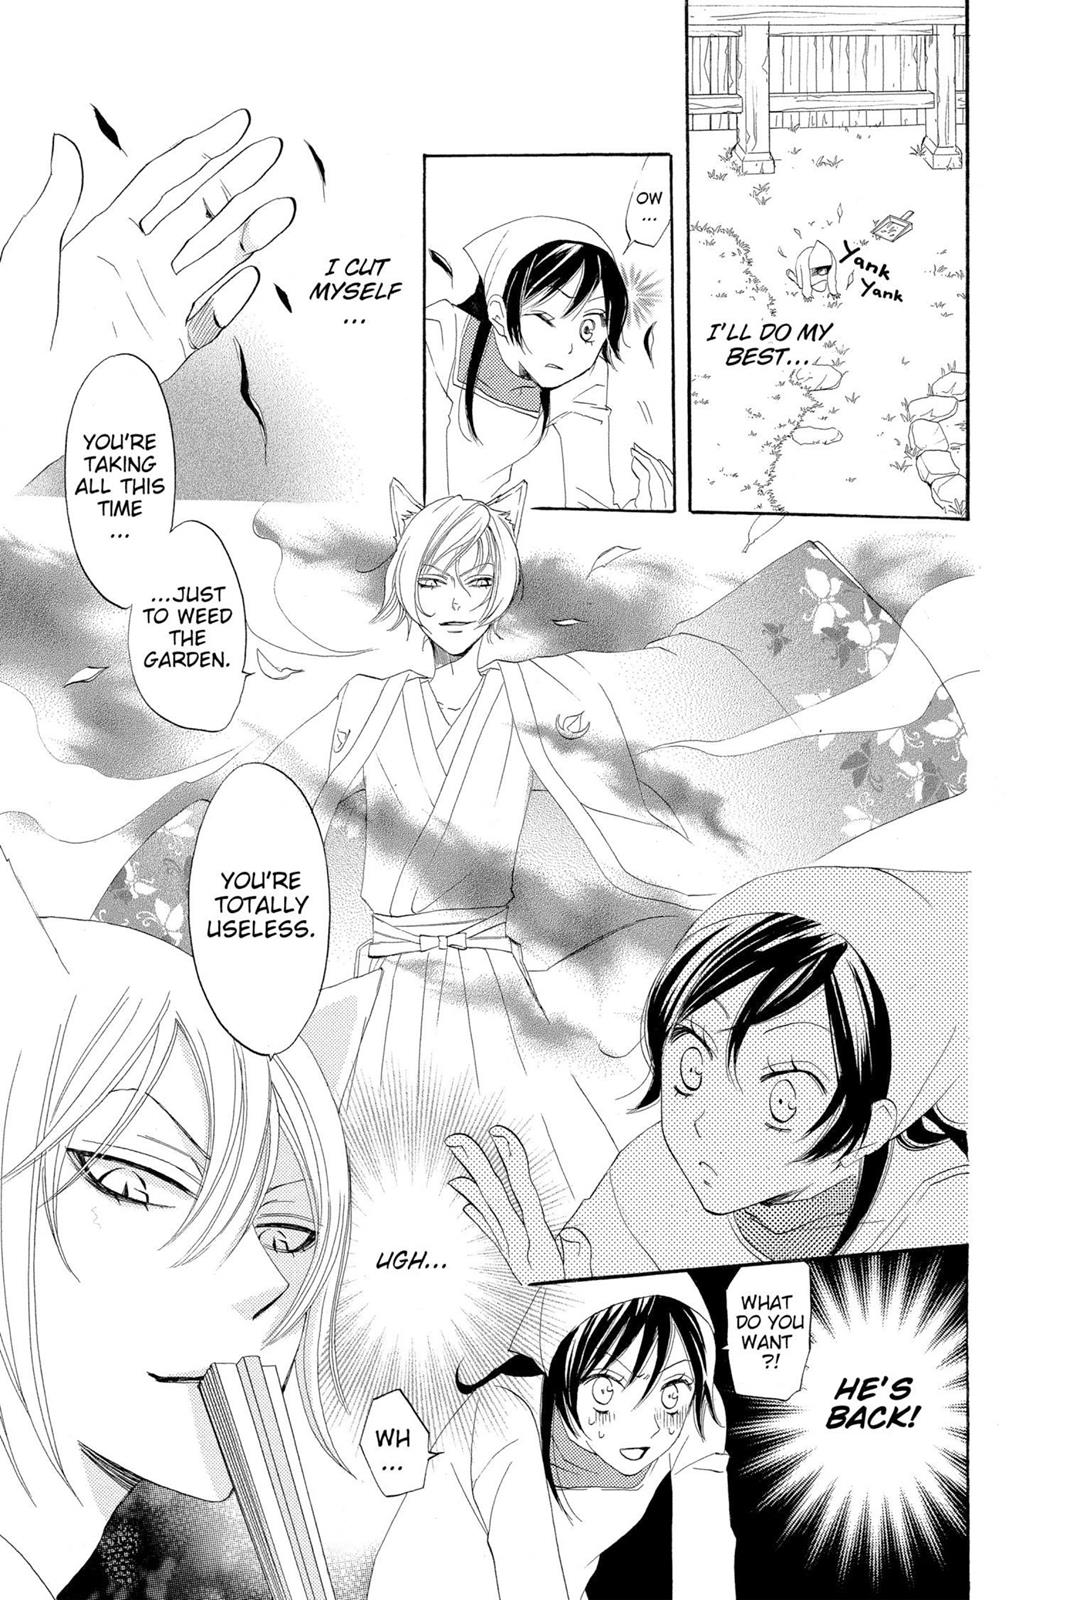 Yank
Yank
I'LL DO MY
BEST...
OW
...
I CUT
MYSELF
...
YOU'RE
TAKING
ALL THIS
TIME
...
...JUST
TO WEED
THE
GARDEN.
YOU'RE
TOTALLY
USELESS.
UGH...
HE'S
BACK!
WHAT
DO YOU
WANT
?!
WH
...